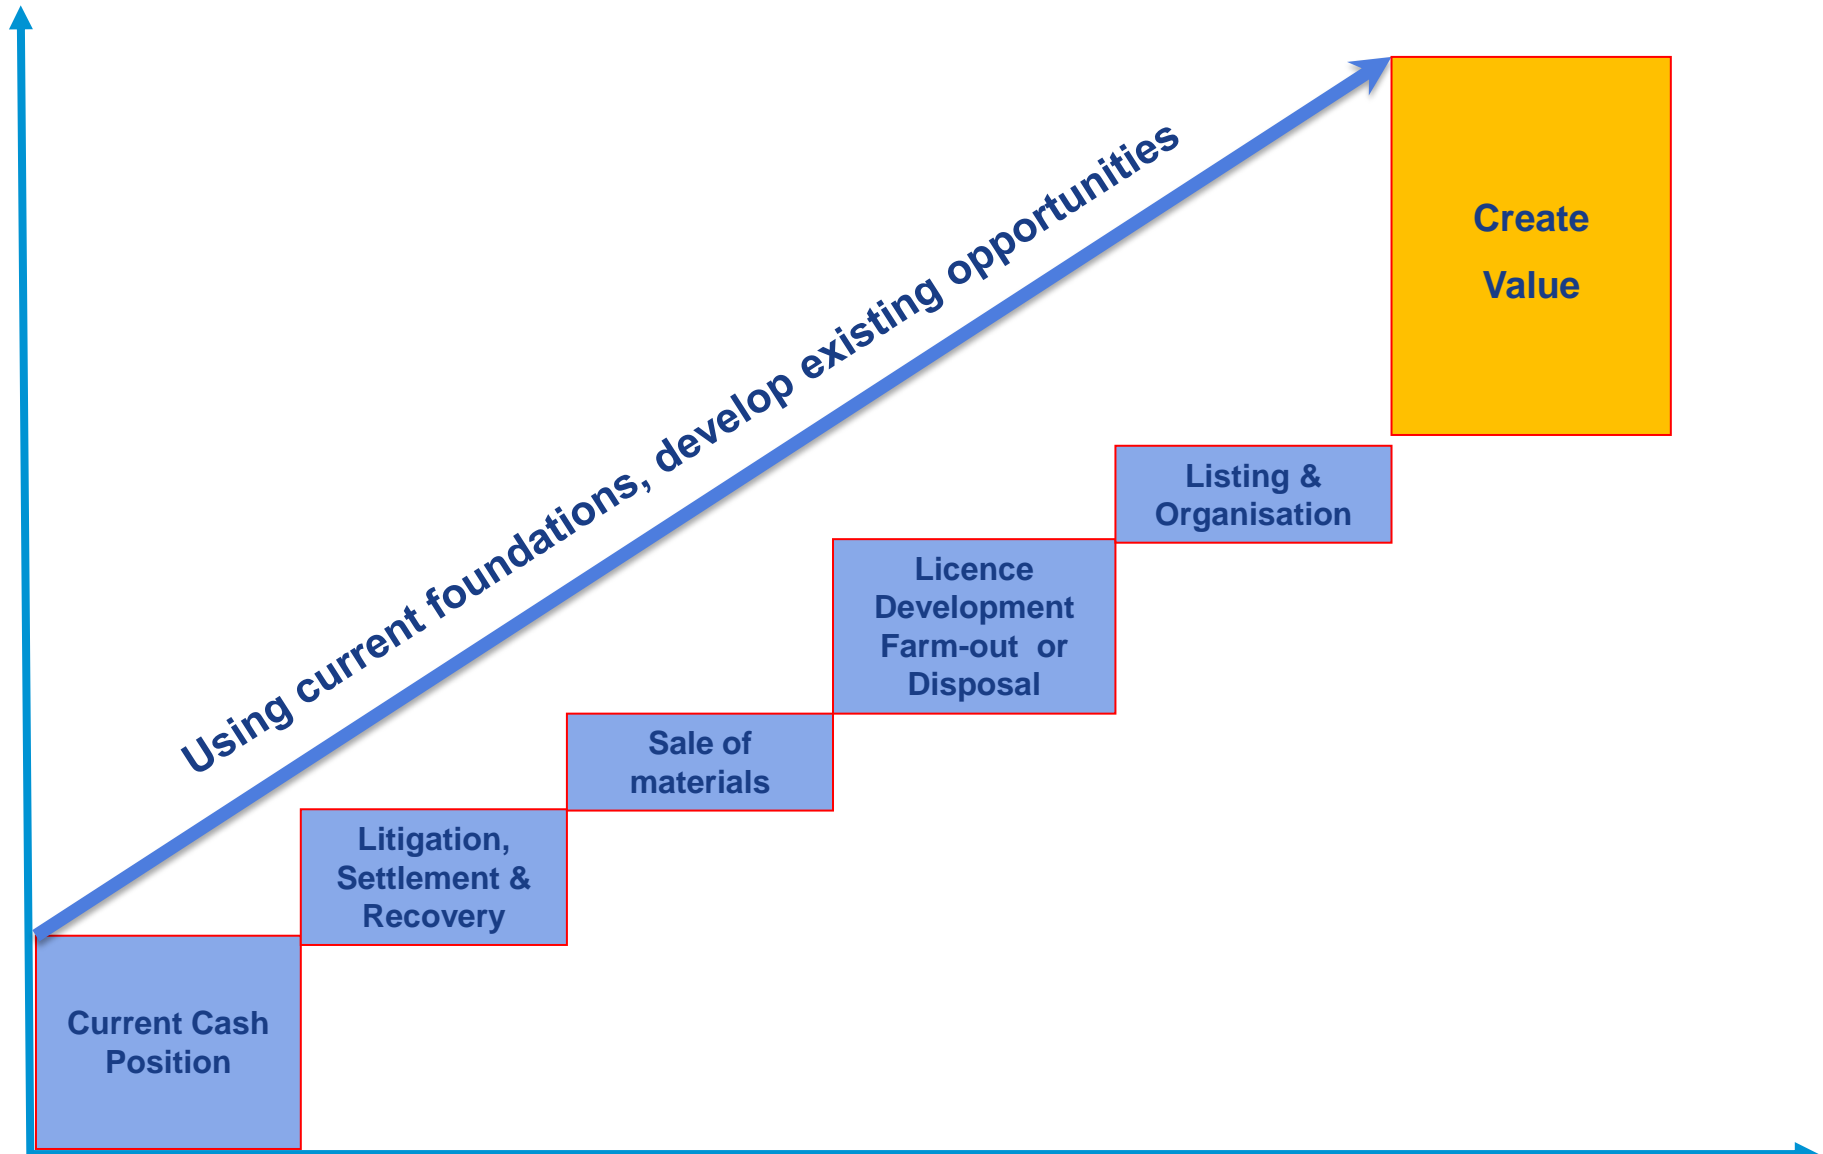 Using current foundations, develop existing opportunities
Create
Value
Listing &
Organisation
Licence
Development
Farm-out  or
Disposal
Sale of
materials
Litigation,
Settlement &
Recovery
Current Cash
Position